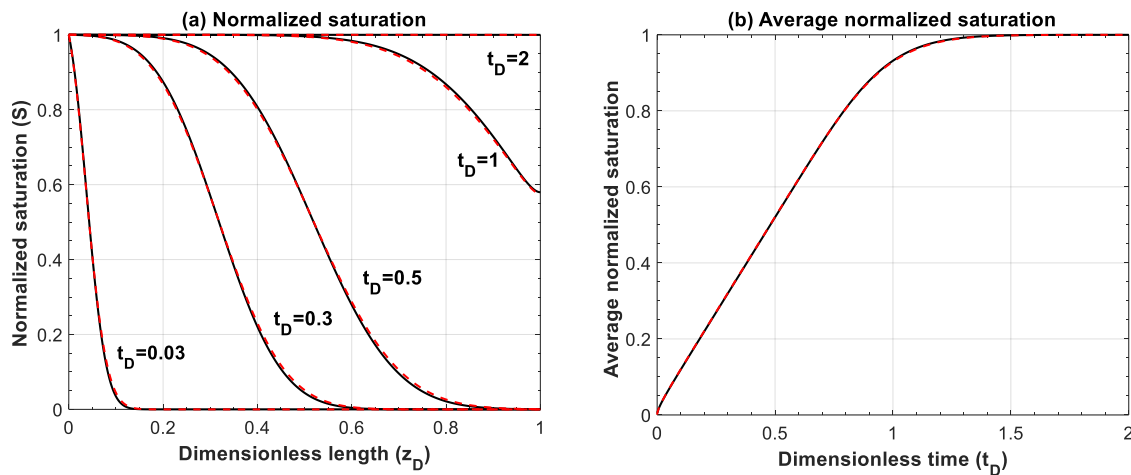 (a) Normalized saturation
Normalized saturation (S)
1
0.8
0.6
0.4
0.2
0
t_D=2
t_D=1
t_D=0.5
t_D=0.3
t_D=0.03
0 0.2 0.4 0.6 0.8 1
Dimensionless length (z_D)
(b) Average normalized saturation
Average normalized saturation
1
0.8
0.6
0.4
0.2
0
0 0.5 1 1.5 2
Dimensionless time (t_D)